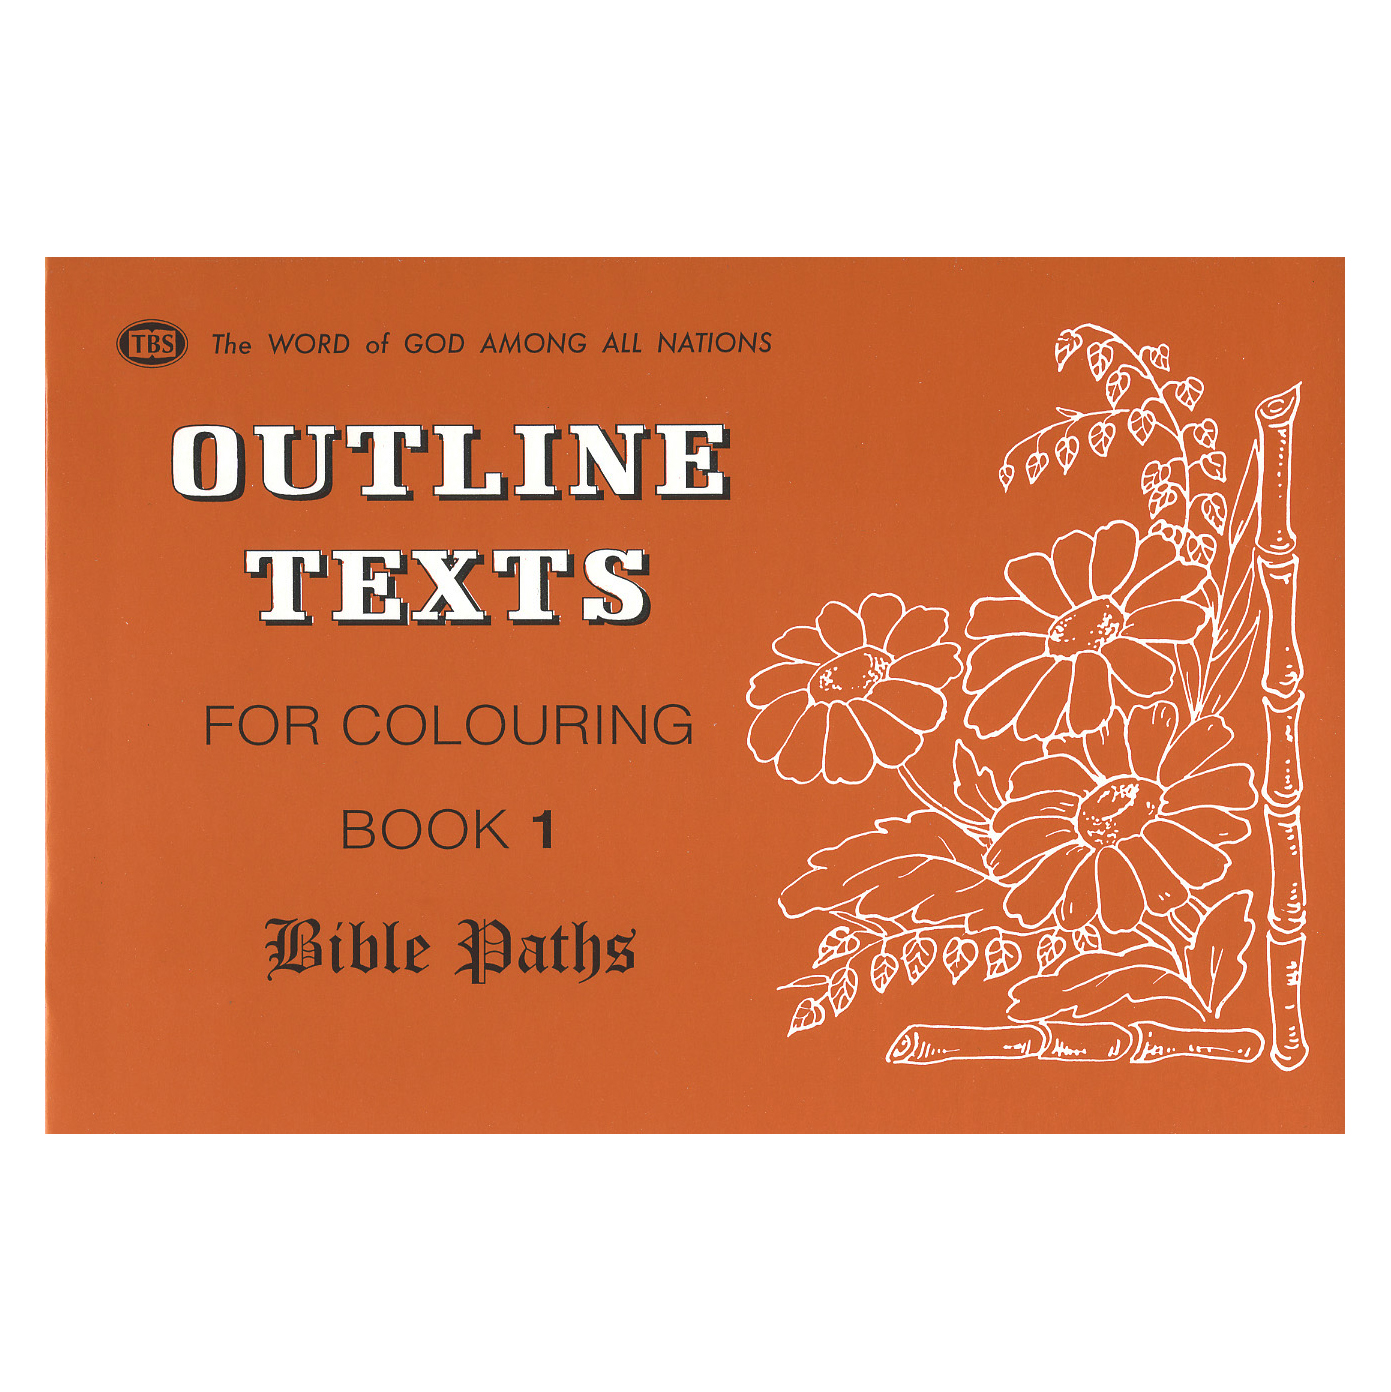 TBS The WORD of GOD AMONG ALL NATIONS
OUTLINE
TEXTS
FOR COLOURING
BOOK 1
Bible Paths